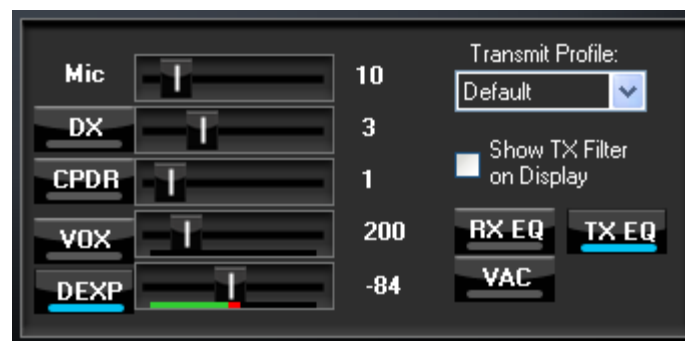 Mic
10
DX
3
CPDR
1
VOX
200
DEXP
-84
Transmit Profile:
Default
Show TX Filter
on Display
RX EQ
TX EQ
VAC